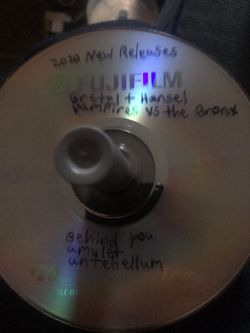 2020 New Releases
FUJIFILM
Gretel + Hansel
Vampires vs the Bronx
Behind you
amulet
antebellum